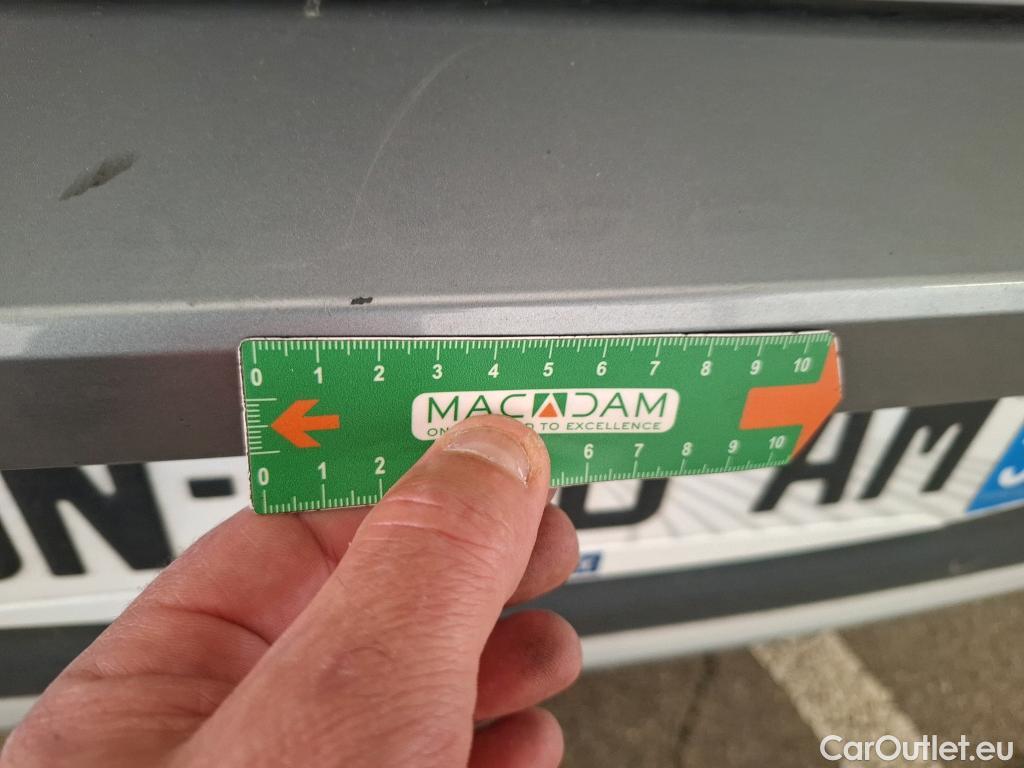 0 1 2 3 4 5 6 7 8 9 10
MACADAM
TO EXCELLENCE
0 1 2 6 7 8 9 10
AM
CarOutlet.eu